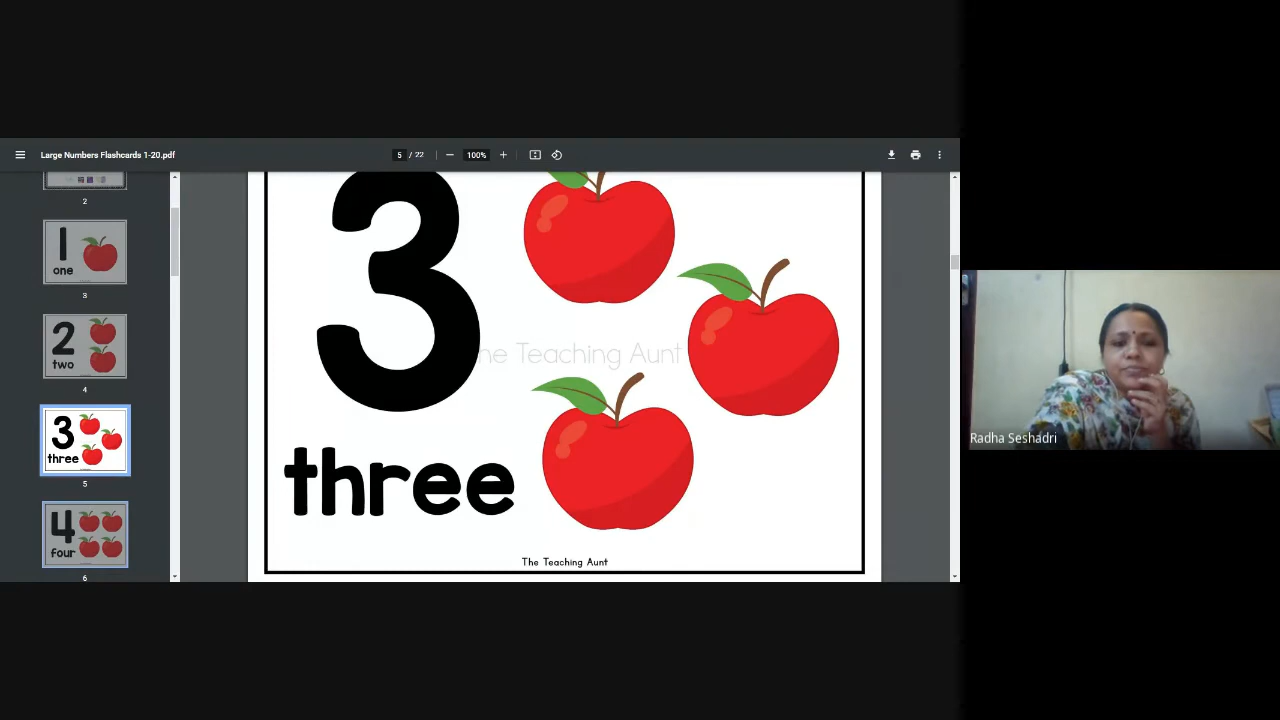 Large Numbers Flashcards 1-20.pdf
5 / 22
100%
2
1
one
3
2
two
4
3
three
5
4
four
6
3
The Teaching Aunt
three
The Teaching Aunt
Radha Seshadri